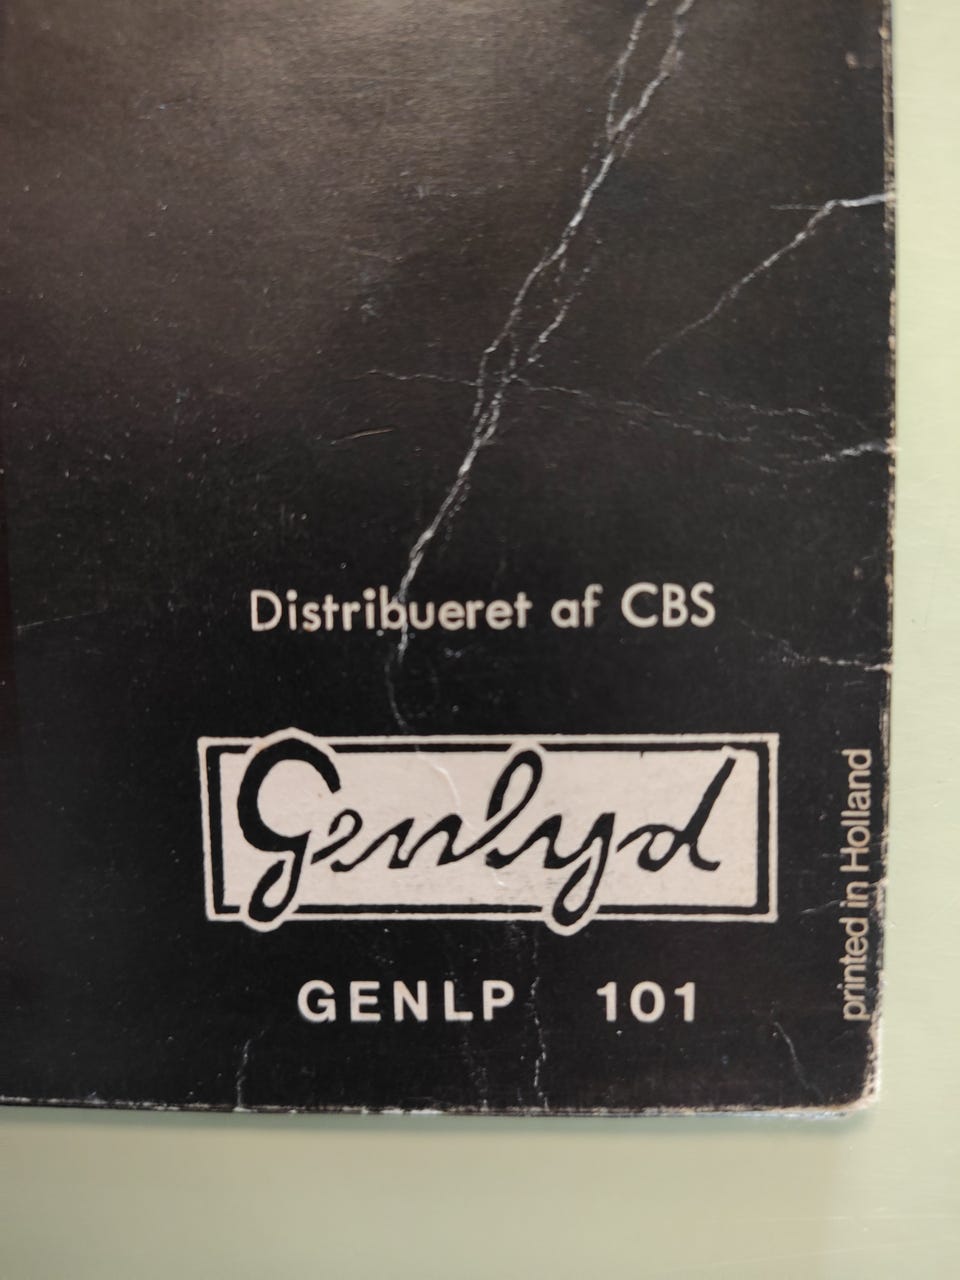 Distribueret af CBS
Genlyd
GENLP 101
printed in Holland